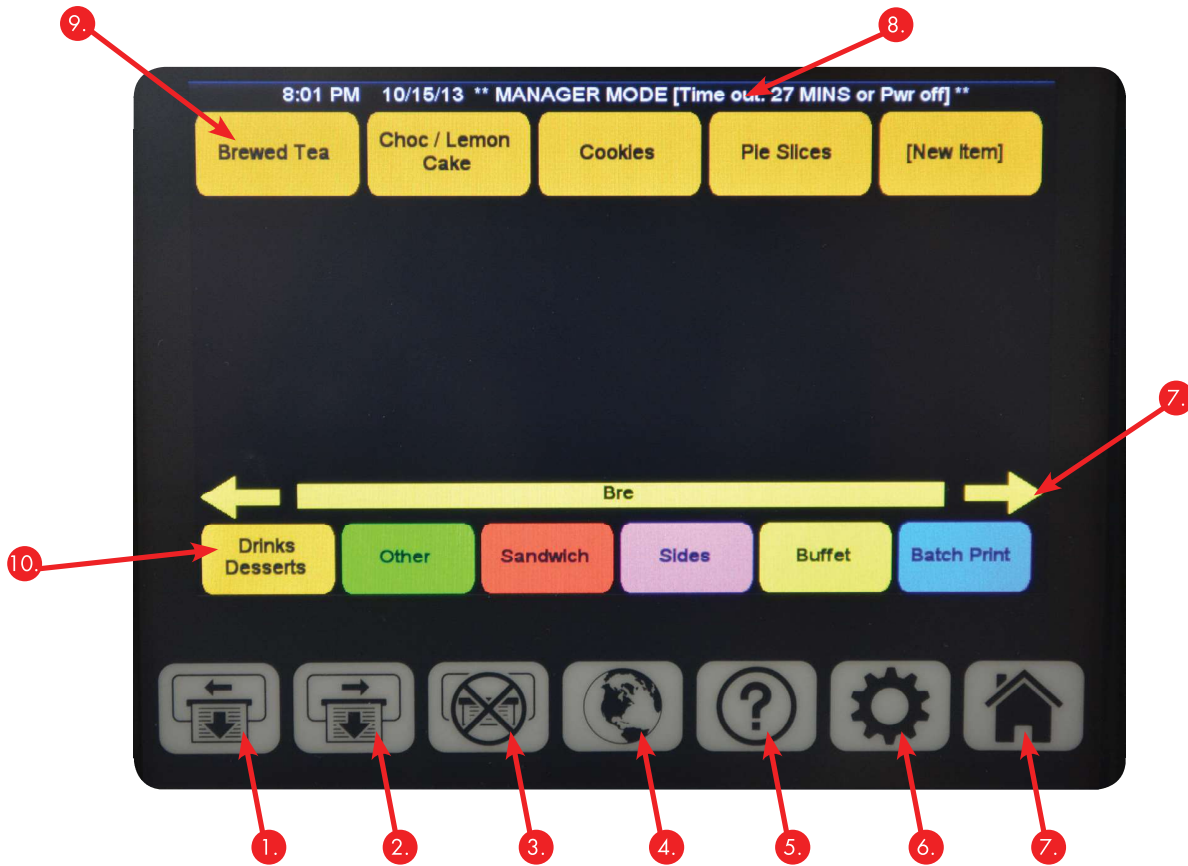 9.
8.
8:01 PM 10/15/13 ** MANAGER MODE [Time out: 27 MINS or Pwr off] **
Brewed Tea
Choc / Lemon
Cake
Cookies
Pie Slices
[New Item]
7.
Bre
10.
Drinks
Desserts
Other
Sandwich
Sides
Buffet
Batch Print
?
1.
2.
3.
4.
5.
6.
7.